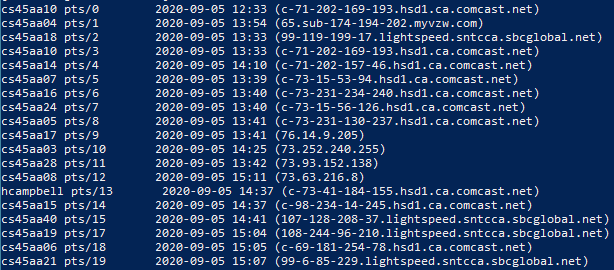 cs45aa10 pts/0 2020-09-05 12:33 (c-71-202-169-193.hsd1.ca.comcast.net)
cs45aa04 pts/1 2020-09-05 13:54 (65.sub-174-194-202.myvzw.com)
cs45aa18 pts/2 2020-09-05 13:33 (99-119-199-17.lightspeed.sntcca.sbcglobal.net)
cs45aa10 pts/3 2020-09-05 13:33 (c-71-202-169-193.hsd1.ca.comcast.net)
cs45aa14 pts/4 2020-09-05 14:10 (c-71-202-157-46.hsd1.ca.comcast.net)
cs45aa07 pts/5 2020-09-05 13:39 (c-73-15-53-94.hsd1.ca.comcast.net)
cs45aa16 pts/6 2020-09-05 13:40 (c-73-231-234-240.hsd1.ca.comcast.net)
cs45aa24 pts/7 2020-09-05 13:40 (c-73-15-56-126.hsd1.ca.comcast.net)
cs45aa05 pts/8 2020-09-05 13:41 (c-73-231-130-237.hsd1.ca.comcast.net)
cs45aa17 pts/9 2020-09-05 13:41 (76.14.9.205)
cs45aa03 pts/10 2020-09-05 14:25 (73.252.240.255)
cs45aa28 pts/11 2020-09-05 13:42 (73.93.152.138)
cs45aa08 pts/12 2020-09-05 15:11 (73.63.216.8)
hcampbell pts/13 2020-09-05 14:37 (c-73-41-184-155.hsd1.ca.comcast.net)
cs45aa15 pts/14 2020-09-05 14:37 (c-98-234-14-245.hsd1.ca.comcast.net)
cs45aa40 pts/15 2020-09-05 14:41 (107-128-208-37.lightspeed.sntcca.sbcglobal.net)
cs45aa19 pts/17 2020-09-05 15:04 (108-244-96-210.lightspeed.sntcca.sbcglobal.net)
cs45aa06 pts/18 2020-09-05 15:05 (c-69-181-254-78.hsd1.ca.comcast.net)
cs45aa21 pts/19 2020-09-05 15:07 (99-6-85-229.lightspeed.sntcca.sbcglobal.net)